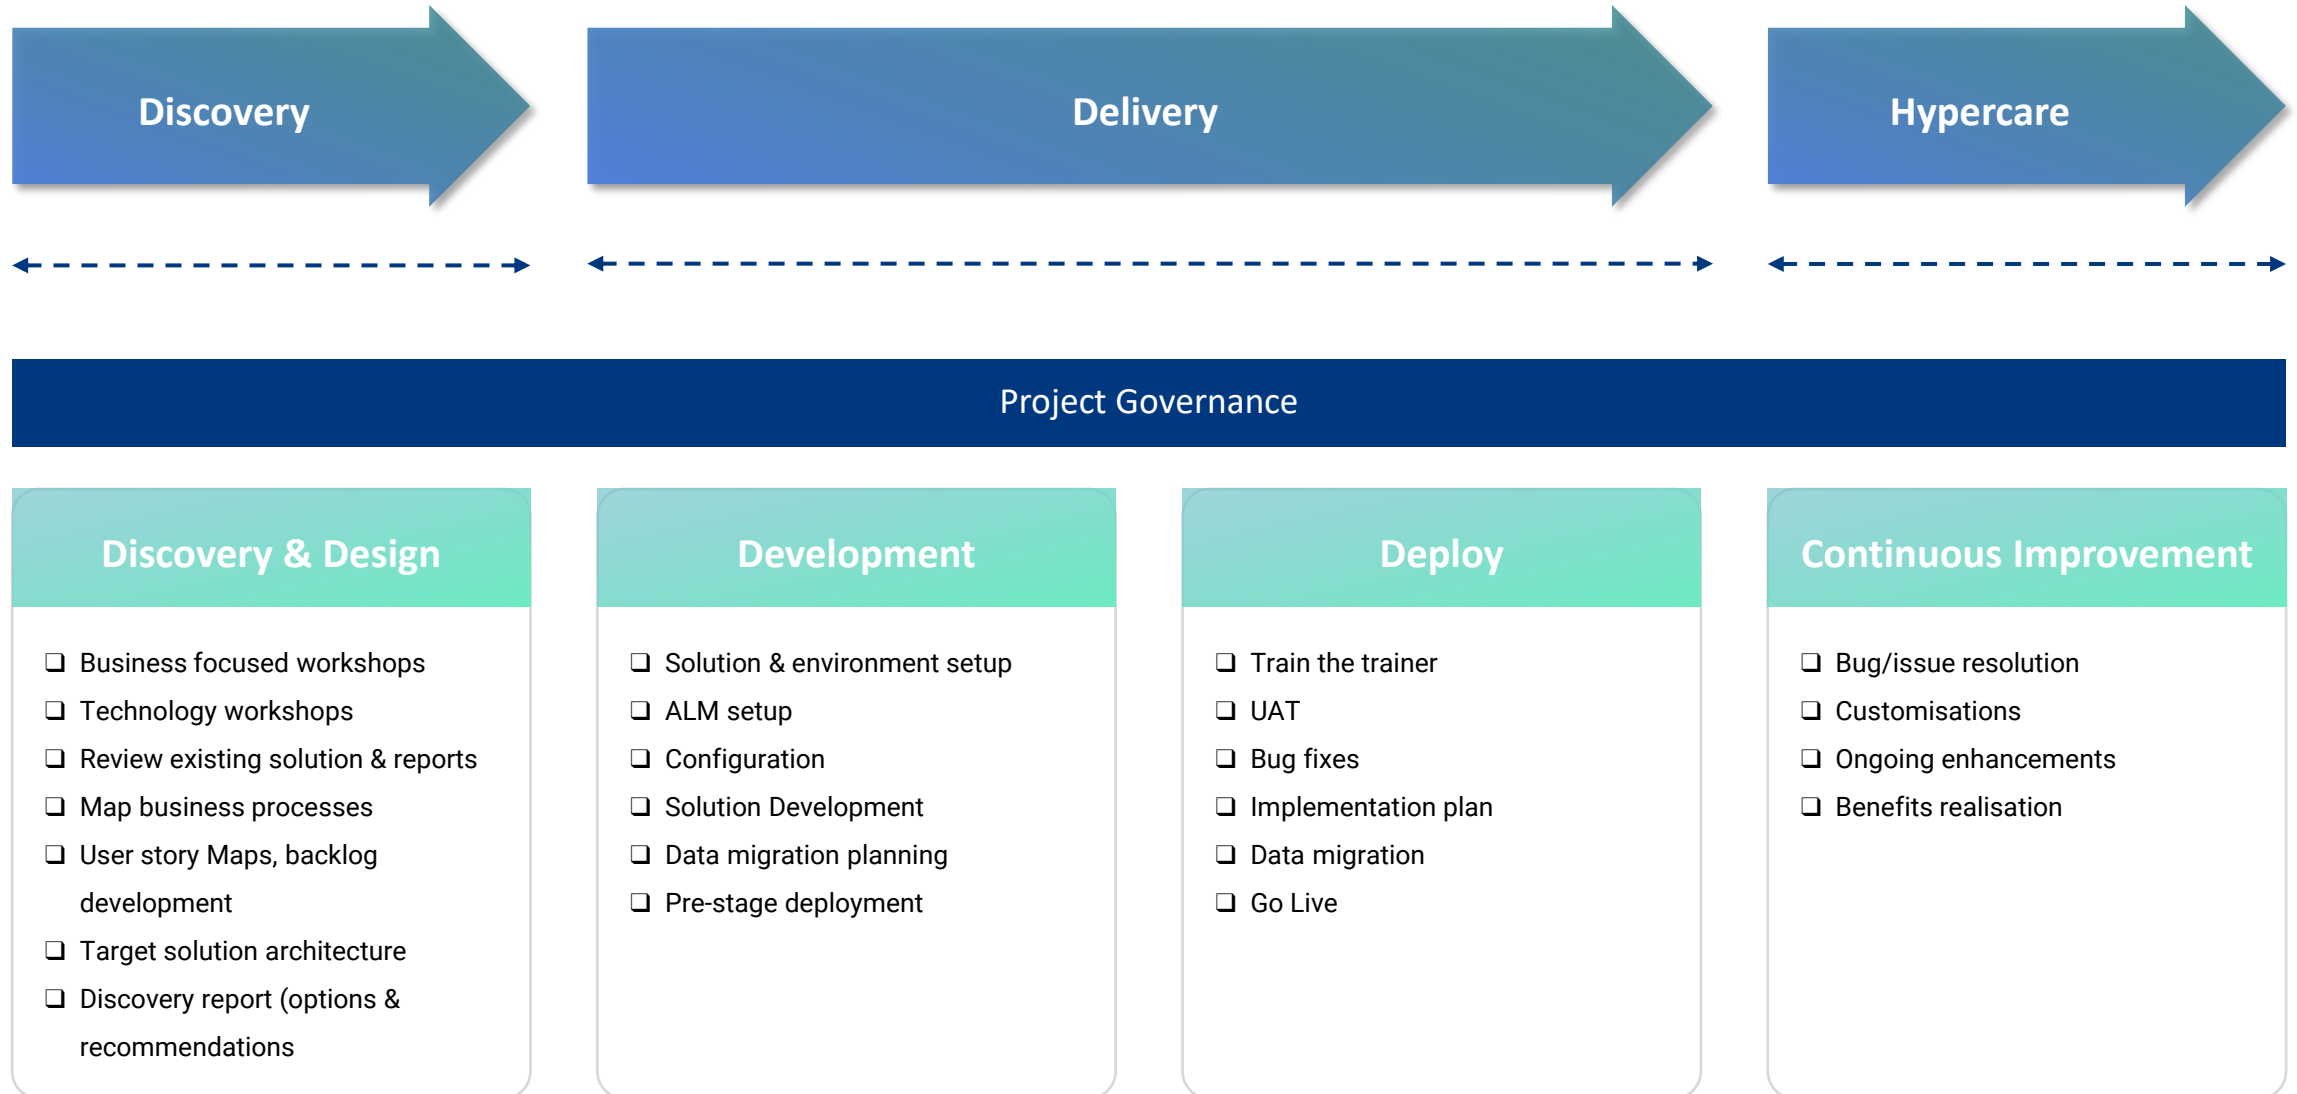 Discovery
Delivery
Hypercare
Project Governance
Discovery & Design
❑ Business focused workshops
❑ Technology workshops
❑ Review existing solution & reports
❑ Map business processes
❑ User story Maps, backlog
development
❑ Target solution architecture
❑ Discovery report (options &
recommendations
Development
❑ Solution & environment setup
❑ ALM setup
❑ Configuration
❑ Solution Development
❑ Data migration planning
❑ Pre-stage deployment
Deploy
❑ Train the trainer
❑ UAT
❑ Bug fixes
❑ Implementation plan
❑ Data migration
❑ Go Live
Continuous Improvement
❑ Bug/issue resolution
❑ Customisations
❑ Ongoing enhancements
❑ Benefits realisation